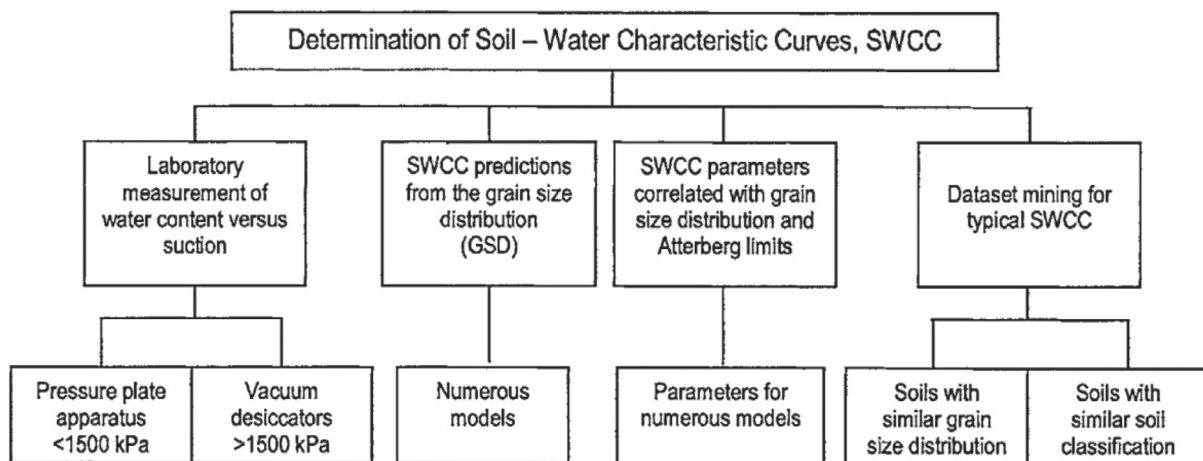 Determination of Soil – Water Characteristic Curves, SWCC
Laboratory
measurement of
water content versus
suction
SWCC predictions
from the grain size
distribution
(GSD)
SWCC parameters
correlated with grain
size distribution and
Atterberg limits
Dataset mining for
typical SWCC
Pressure plate
apparatus
<1500 kPa
Vacuum
desiccators
>1500 kPa
Numerous
models
Parameters for
numerous models
Soils with
similar grain
size distribution
Soils with
similar soil
classification